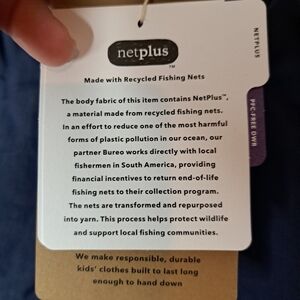 netplus
™
Made with Recycled Fishing Nets
The body fabric of this item contains NetPlus™,
a material made from recycled fishing nets.
In an effort to reduce one of the most harmful
forms of plastic pollution in our ocean, our
partner Bureo works directly with local
fishermen in South America, providing
financial incentives to return end-of-life
fishing nets to their collection program.
The nets are transformed and repurposed
into yarn. This process helps protect wildlife
and support local fishing communities.
NETPLUS
PFC-FREE DWR
We make responsible, durable
kids' clothes built to last long
enough to hand down